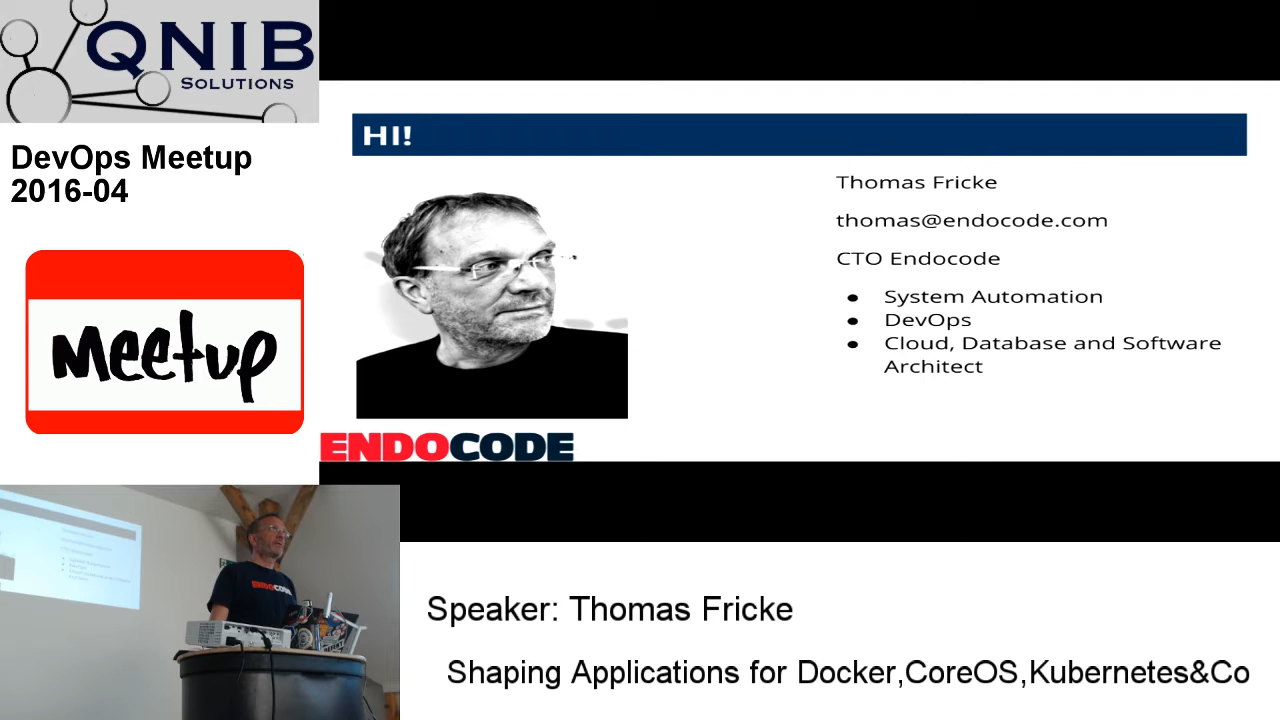 QNIB
SOLUTIONS
DevOps Meetup
2016-04
Meetup
HI!
Thomas Fricke
thomas@endocode.com
CTO Endocode
● System Automation
● DevOps
● Cloud, Database and Software
Architect
ENDOCODE
ENDOCODE
Speaker: Thomas Fricke
Shaping Applications for Docker,CoreOS,Kubernetes&Co